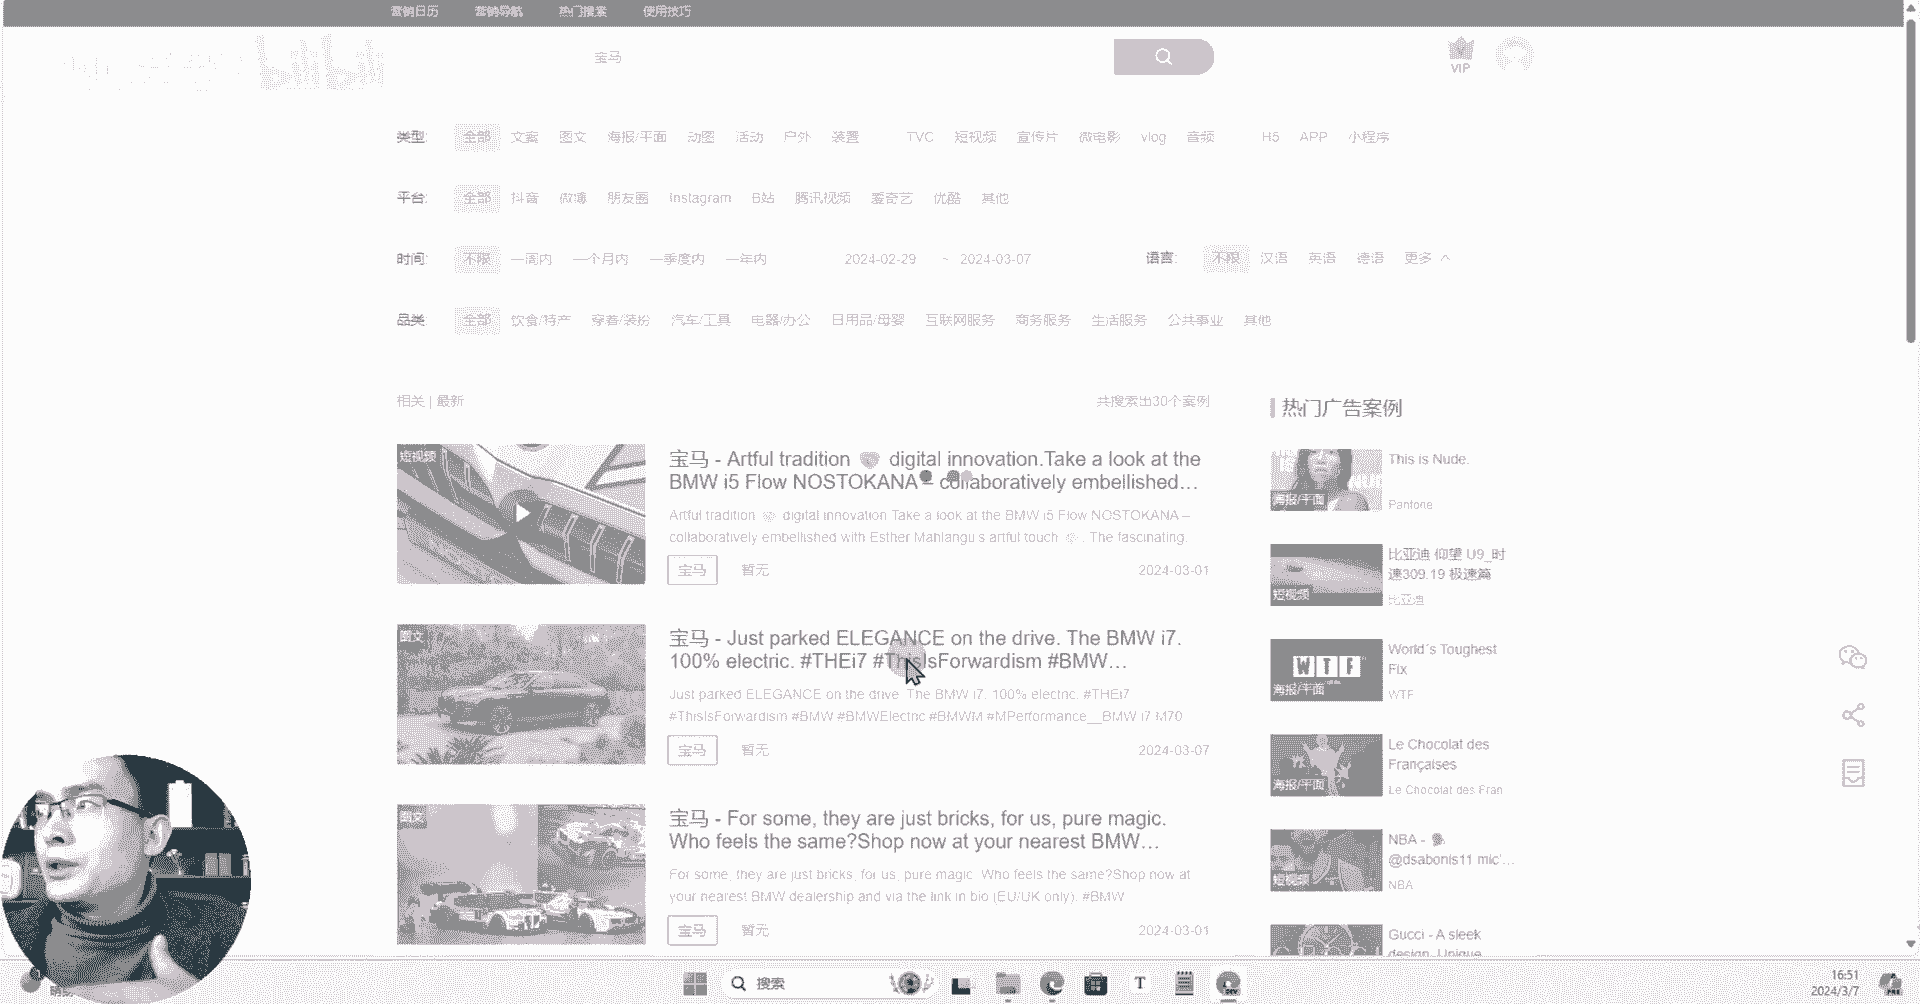 营销日历 营销导航 热门搜索 使用技巧
bilibili
宝马
VIP
类型: 全部 文案 图文 海报/平面 动图 活动 户外 装置 TVC 短视频 宣传片 微电影 vlog 音频 H5 APP 小程序
平台: 全部 抖音 微博 朋友圈 Instagram B站 腾讯视频 爱奇艺 优酷 其他
时间: 不限 一周内 一个月内 一季度内 一年内 2024-02-29 ~ 2024-03-07 语言: 不限 汉语 英语 德语 更多
品类: 全部 饮食/特产 穿着/装扮 汽车/工具 电器/办公 日用品/母婴 互联网服务 商务服务 生活服务 公共事业 其他
相关 | 最新 共搜索出30个案例
短视频
宝马 - Artful tradition digital innovation.Take a look at the
BMW i5 Flow NOSTOKANA – collaboratively embellished...
Artful tradition digital innovation Take a look at the BMW i5 Flow NOSTOKANA –
collaboratively embellished with Esther Mahlangu s artful touch . The fascinating.
宝马 暂无 2024-03-01
图文
宝马 - Just parked ELEGANCE on the drive. The BMW i7.
100% electric. #THEi7 #ThisIsForwardism #BMW...
Just parked ELEGANCE on the drive. The BMW i7. 100% electric. #THEi7
#ThisIsForwardism #BMW #BMWElectric #BMWM #MPerformance__BMW i7 M70
宝马 暂无 2024-03-07
图文
宝马 - For some, they are just bricks, for us, pure magic.
Who feels the same?Shop now at your nearest BMW...
For some, they are just bricks, for us, pure magic. Who feels the same?Shop now at
your nearest BMW dealership and via the link in bio (EU/UK only). #BMW
宝马 暂无 2024-03-01
热门广告案例
海报/平面
This is Nude.
Pantone
短视频
比亚迪 仰望 U9_时
速309.19 极速篇
比亚迪
WTF
海报/平面
World´s Toughest
Fix
WTF
海报/平面
Le Chocolat des
Françaises
Le Chocolat des Fran
短视频
NBA -
@dsabonis11 mic'...
NBA
Gucci - A sleek
design. Unique
搜索
T
DEV
16:51
2024/3/7
PRE